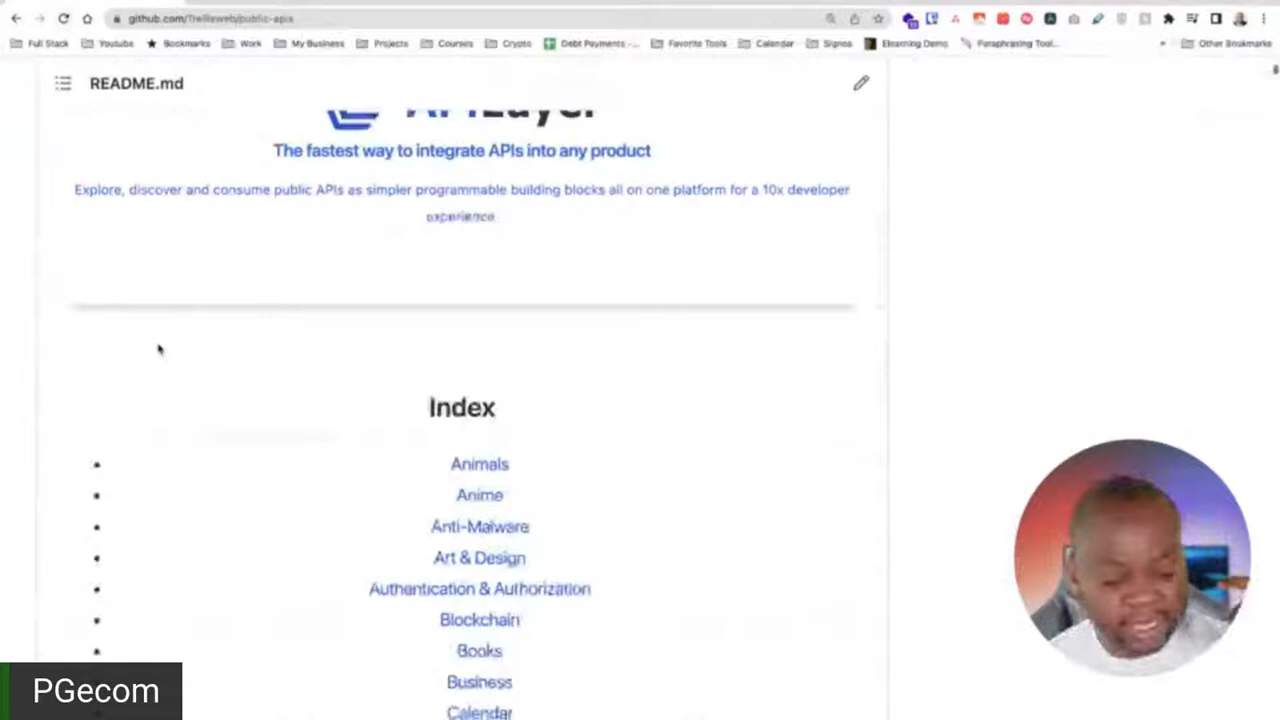 github.com/Trellisweb/public-apis
Full Stack Youtube Bookmarks Work My Business Projects Courses Crypto Debt Payments -... Favorite Tools Calendar Signos Elearning Demo Paraphrasing Tool... » Other Bookmarks
README.md
APILayer
The fastest way to integrate APIs into any product
Explore, discover and consume public APIs as simpler programmable building blocks all on one platform for a 10x developer
experience.
Index
Animals
Anime
Anti-Malware
Art & Design
Authentication & Authorization
Blockchain
Books
Business
Calendar
PGecom